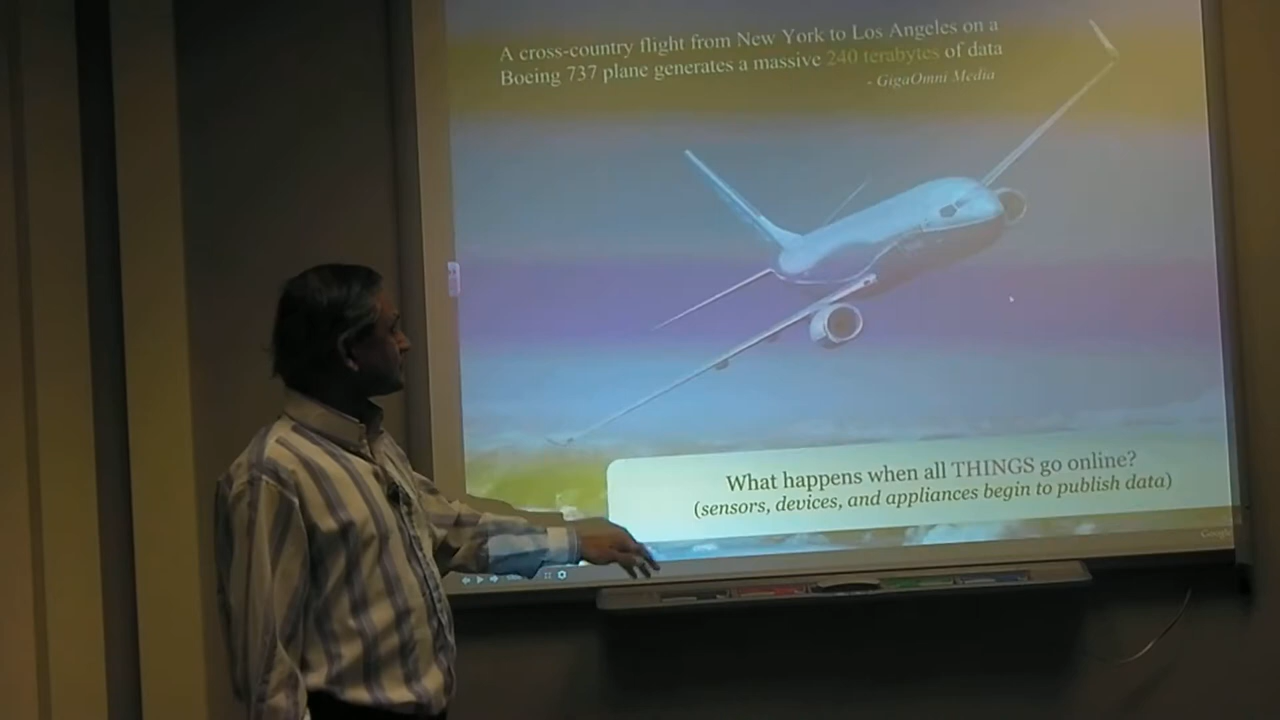 A cross-country flight from New York to Los Angeles on a
Boeing 737 plane generates a massive 240 terabytes of data
- GigaOmni Media
What happens when all THINGS go online?
(sensors, devices, and appliances begin to publish data)
Google